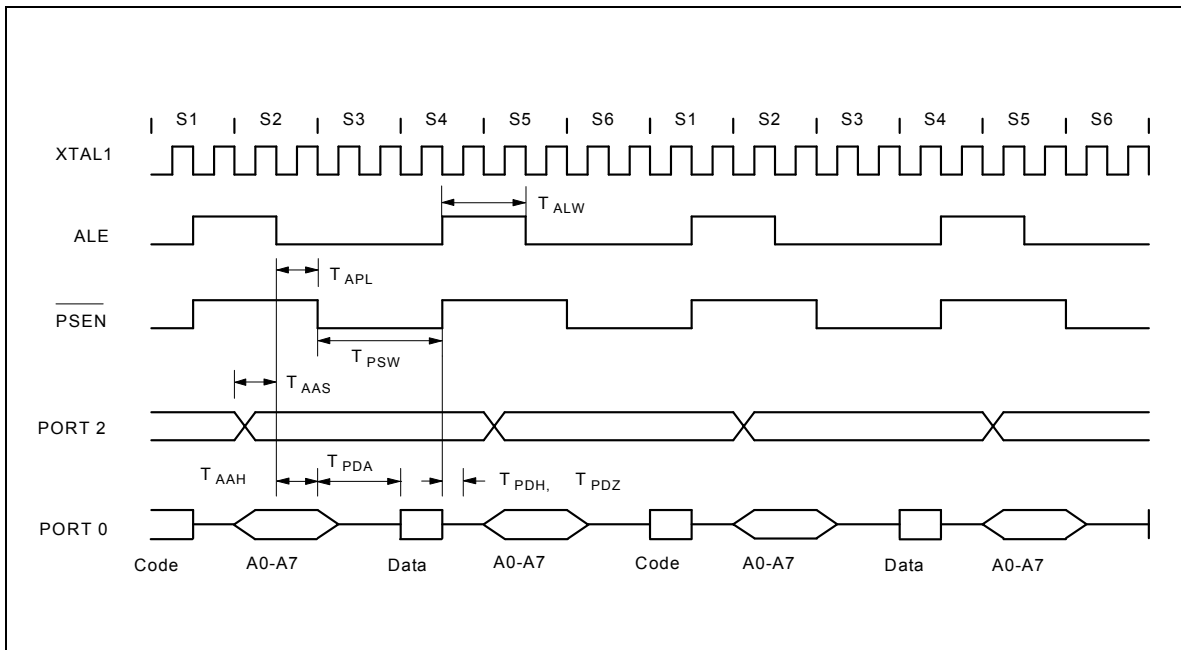 S1 S2 S3 S4 S5 S6 S1 S2 S3 S4 S5 S6
XTAL1
T ALW
ALE
T APL
PSEN
T PSW
T AAS
PORT 2
T AAH T PDA T PDH, T PDZ
PORT 0
Code A0-A7 Data A0-A7 Code A0-A7 Data A0-A7